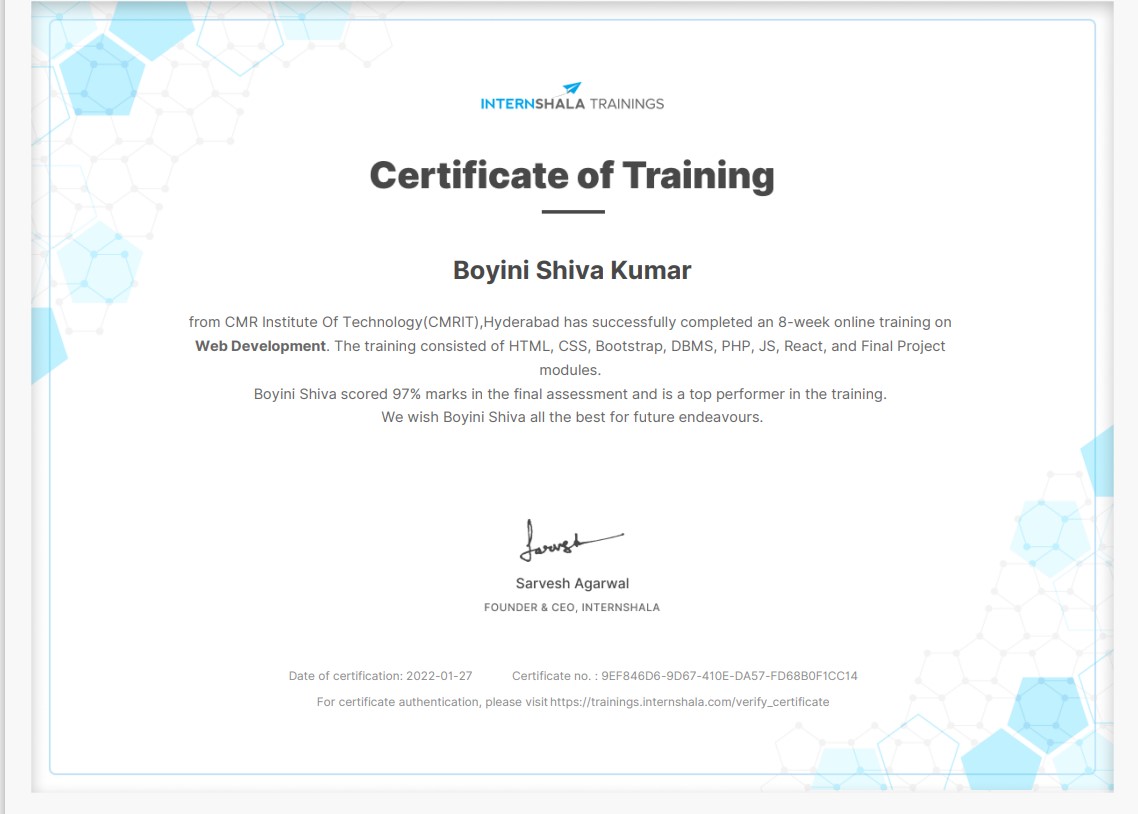 INTERNSHALA TRAININGS
Certificate of Training
Boyini Shiva Kumar
from CMR Institute Of Technology(CMRIT),Hyderabad has successfully completed an 8-week online training on
Web Development. The training consisted of HTML, CSS, Bootstrap, DBMS, PHP, JS, React, and Final Project
modules.
Boyini Shiva scored 97% marks in the final assessment and is a top performer in the training.
We wish Boyini Shiva all the best for future endeavours.
Sarvesh
Sarvesh Agarwal
FOUNDER & CEO, INTERNSHALA
Date of certification: 2022-01-27 Certificate no. : 9EF846D6-9D67-410E-DA57-FD68B0F1CC14
For certificate authentication, please visit https://trainings.internshala.com/verify_certificate